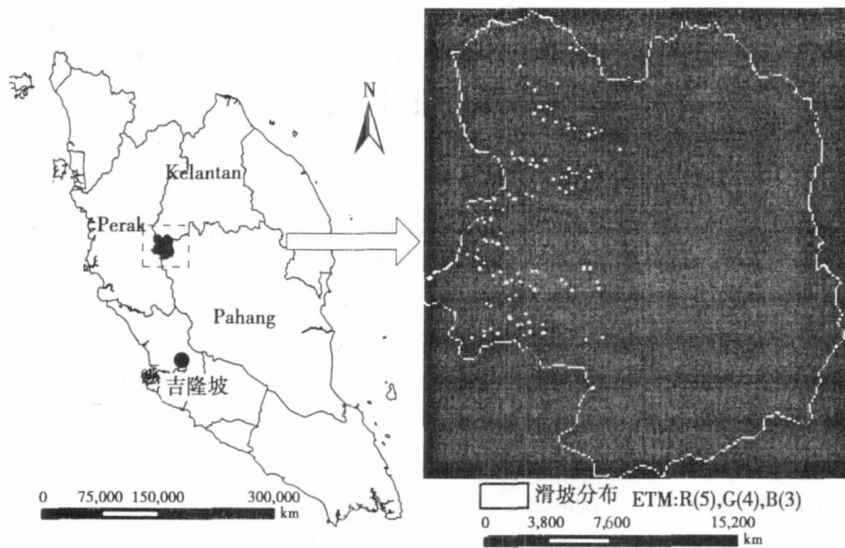 N
Kelantan
Perak
Pahang
吉隆坡
0 75,000 150,000 300,000
km
滑坡分布 ETM:R(5),G(4),B(3)
0 3,800 7,600 15,200
km